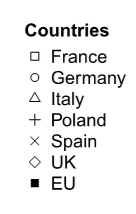 Countries
France
Germany
Italy
Poland
Spain
UK
EU